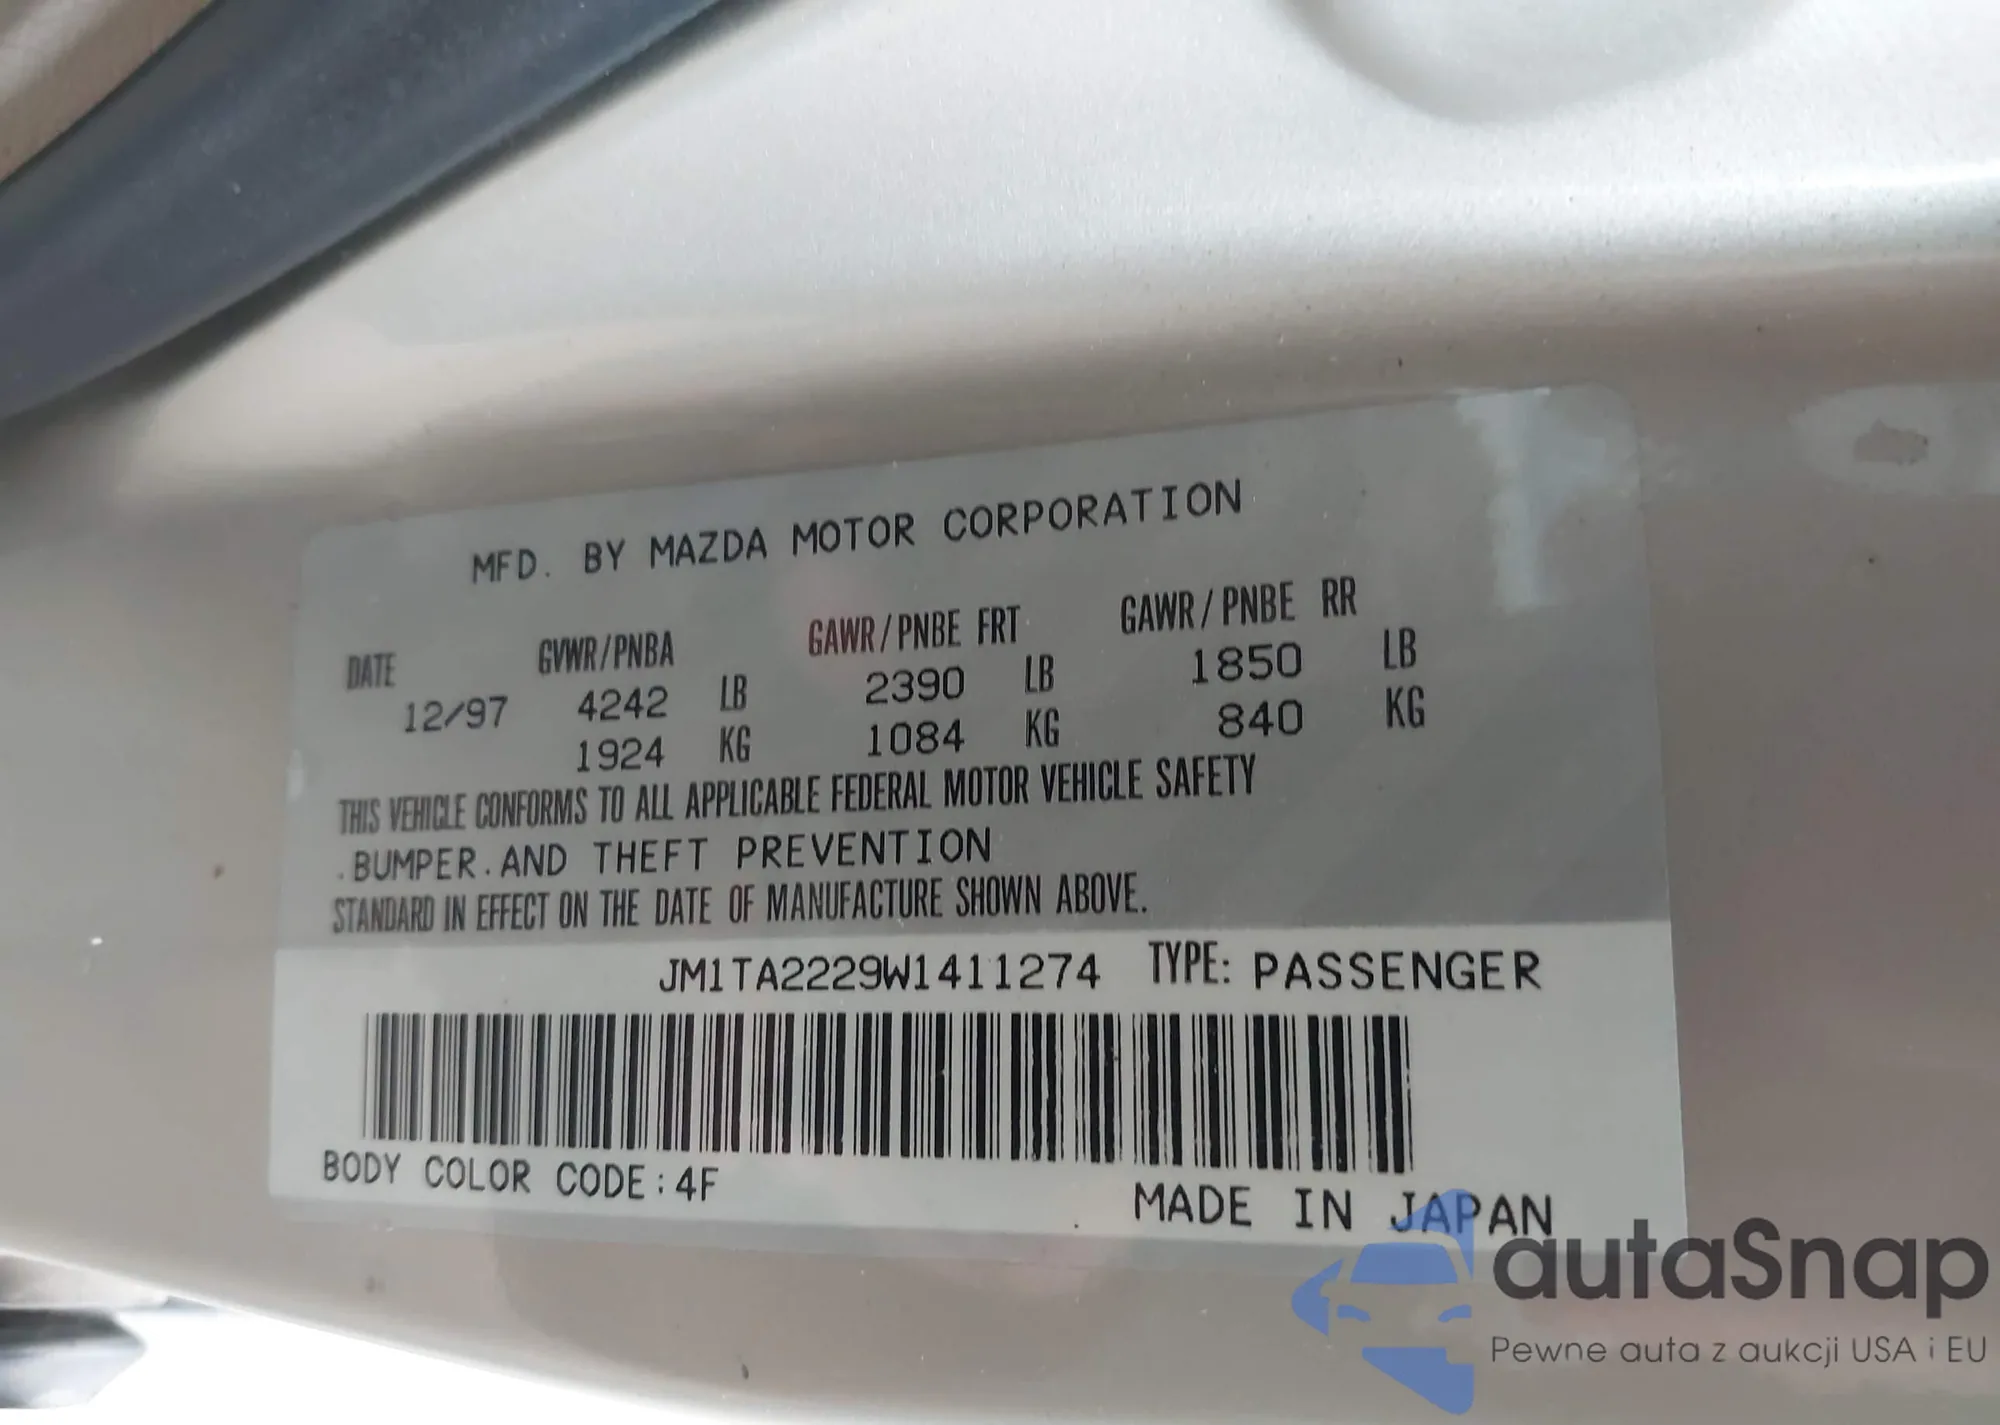 MFD. BY MAZDA MOTOR CORPORATION
DATE GVWR/PNBA GAWR/PNBE FRT GAWR/PNBE RR
12/97 4242 LB 2390 LB 1850 LB
1924 KG 1084 KG 840 KG
THIS VEHICLE CONFORMS TO ALL APPLICABLE FEDERAL MOTOR VEHICLE SAFETY
.BUMPER.AND THEFT PREVENTION
STANDARD IN EFFECT ON THE DATE OF MANUFACTURE SHOWN ABOVE.
JM1TA2229W1411274 TYPE: PASSENGER
BODY COLOR CODE:4F
MADE IN JAPAN
autaSnap
Pewne auta z aukcji USA i EU